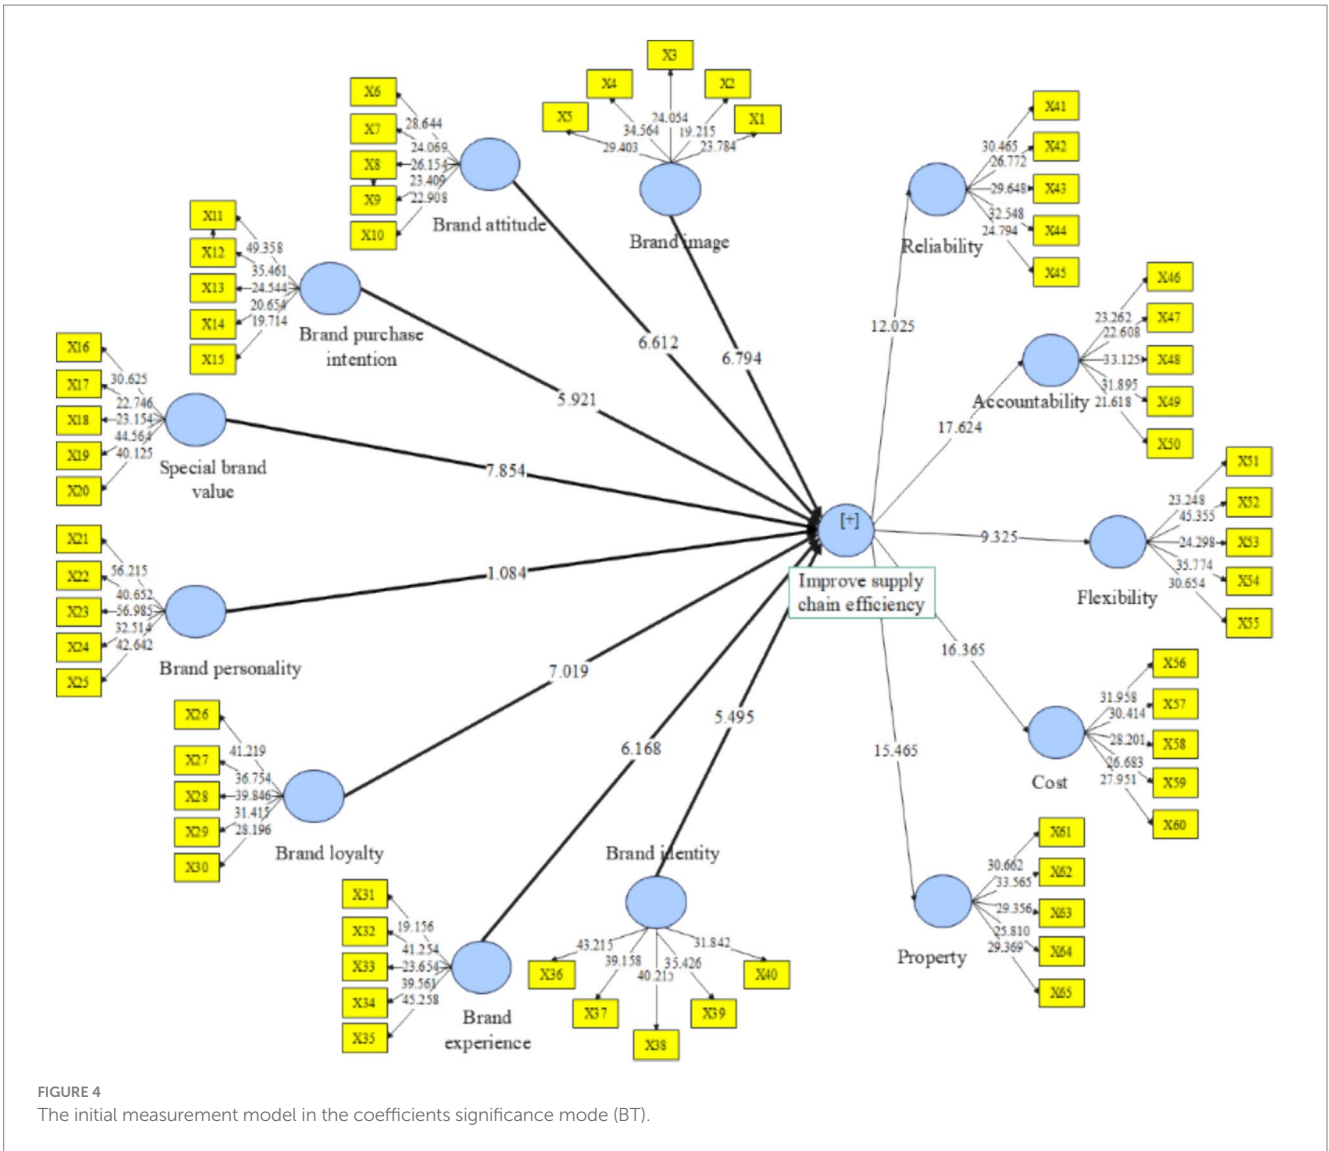 X3
X4
X2
X5
X1
24.054
34.564
19.215
29.403
23.784
Brand image
X6
X7
X8
X9
X10
28.644
24.069
26.154
23.409
22.908
Brand attitude
X11
X12
X13
X14
X15
49.358
35.461
24.544
20.654
19.714
Brand purchase
intention
X16
X17
X18
X19
X20
30.625
22.746
23.154
44.564
40.125
Special brand
value
X21
X22
X23
X24
X25
56.215
40.652
56.985
32.514
42.642
Brand personality
X26
X27
X28
X29
X30
41.219
36.754
39.846
31.415
28.196
Brand loyalty
X31
X32
X33
X34
X35
19.156
41.254
23.654
39.561
45.258
Brand
experience
Brand identity
43.215
39.158
40.215
35.426
31.842
X36
X37
X38
X39
X40
6.612
6.794
5.921
7.854
1.084
7.019
6.168
5.495
[+]
Improve supply
chain efficiency
12.025
17.624
9.325
16.365
15.465
X41
X42
X43
X44
X45
30.465
26.772
29.648
32.548
24.794
Reliability
X46
X47
X48
X49
X50
23.262
22.608
33.125
31.895
21.618
Accountability
X51
X52
X53
X54
X55
23.248
45.355
24.298
35.774
30.654
Flexibility
X56
X57
X58
X59
X60
31.958
30.414
28.201
26.683
27.951
Cost
X61
X62
X63
X64
X65
30.662
33.565
29.356
25.810
29.369
Property
FIGURE 4
The initial measurement model in the coefficients significance mode (BT).